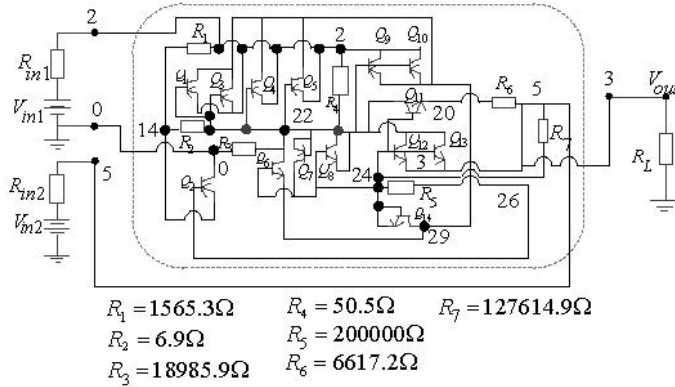 2
R1
2
Q9
Q10
Rin1
Q1
Q3
Q4
Q5
R4
R6
5
3
Vout
Vin1
Q11
20
0
22
14
R2
R3
Q12
Q13
R7
Q6
Q7
Q8
3
5
Q2
0
24
R5
26
RL
Rin2
Q14
Vin2
29
R1 = 1565.3Ω
R4 = 50.5Ω
R7 = 127614.9Ω
R2 = 6.9Ω
R5 = 200000Ω
R3 = 18985.9Ω
R6 = 6617.2Ω